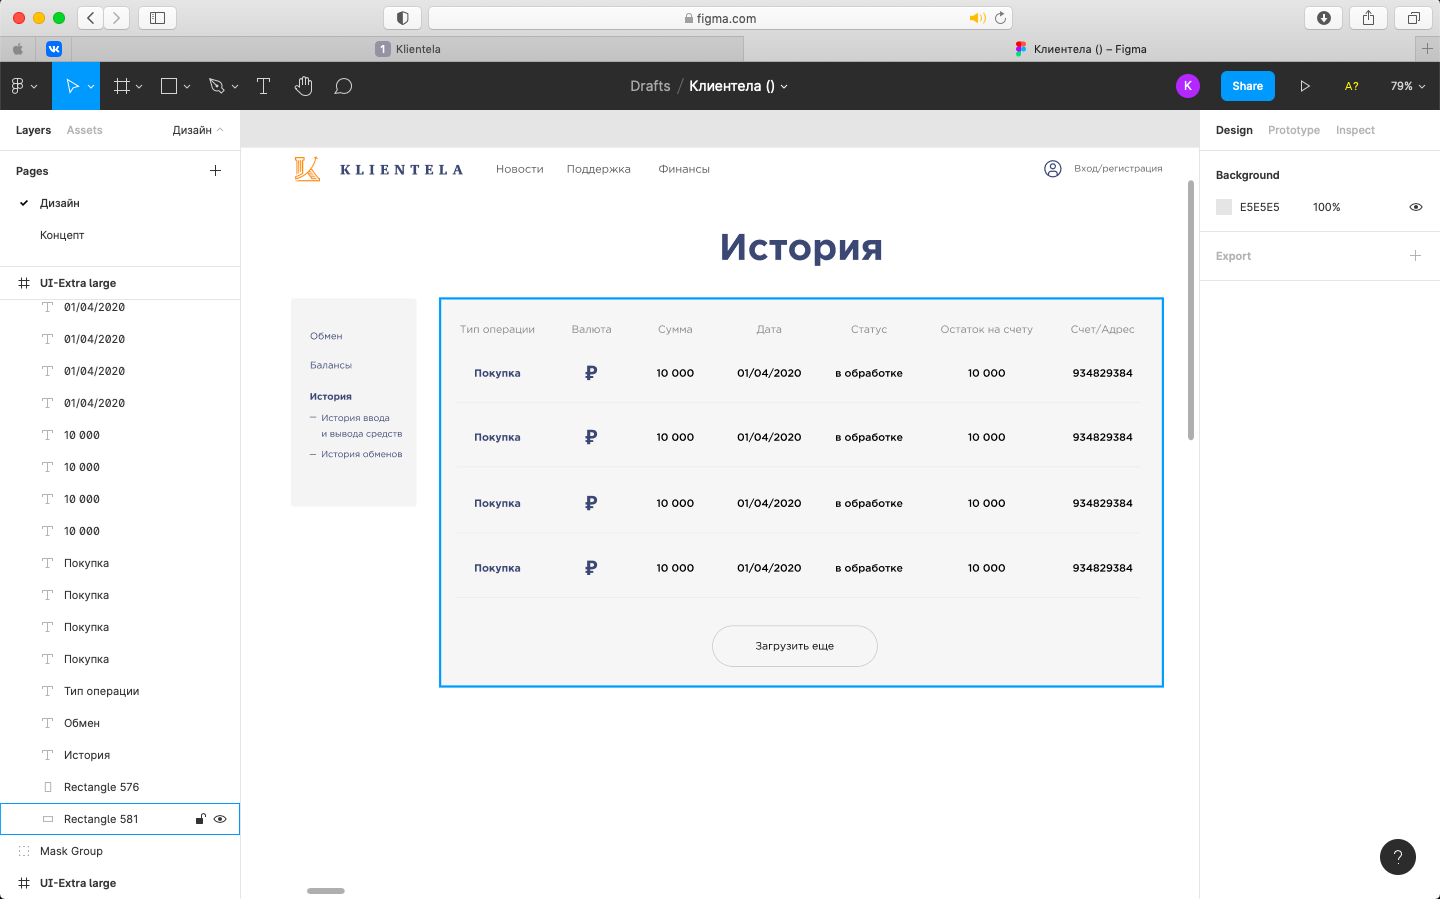 figma.com
1 Klientela
Клиентела () – Figma
Drafts / Клиентела ()
K
Share
A?
79%
Layers
Assets
Дизайн
Pages
Дизайн
Концепт
UI-Extra large
01/04/2020
01/04/2020
01/04/2020
01/04/2020
10 000
10 000
10 000
10 000
Покупка
Покупка
Покупка
Покупка
Тип операции
Обмен
История
Rectangle 576
Rectangle 581
Mask Group
UI-Extra large
KLIENTELA
Новости
Поддержка
Финансы
Вход/регистрация
История
Обмен
Балансы
История
– История ввода
и вывода средств
– История обменов
Тип операции Валюта Сумма Дата Статус Остаток на счету Счет/Адрес
Покупка ₽ 10 000 01/04/2020 в обработке 10 000 934829384
Покупка ₽ 10 000 01/04/2020 в обработке 10 000 934829384
Покупка ₽ 10 000 01/04/2020 в обработке 10 000 934829384
Покупка ₽ 10 000 01/04/2020 в обработке 10 000 934829384
Загрузить еще
Design
Prototype
Inspect
Background
E5E5E5 100%
Export
?